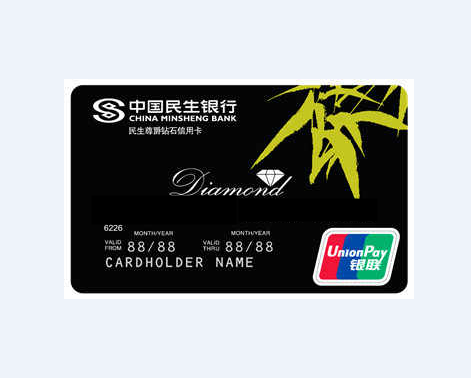 中国民生银行
CHINA MINSHENG BANK
民生尊爵钻石信用卡
Diamond
6226
MONTH/YEAR MONTH/YEAR
VALID FROM 88/88 VALID THRU 88/88
CARDHOLDER NAME
UnionPay
银联